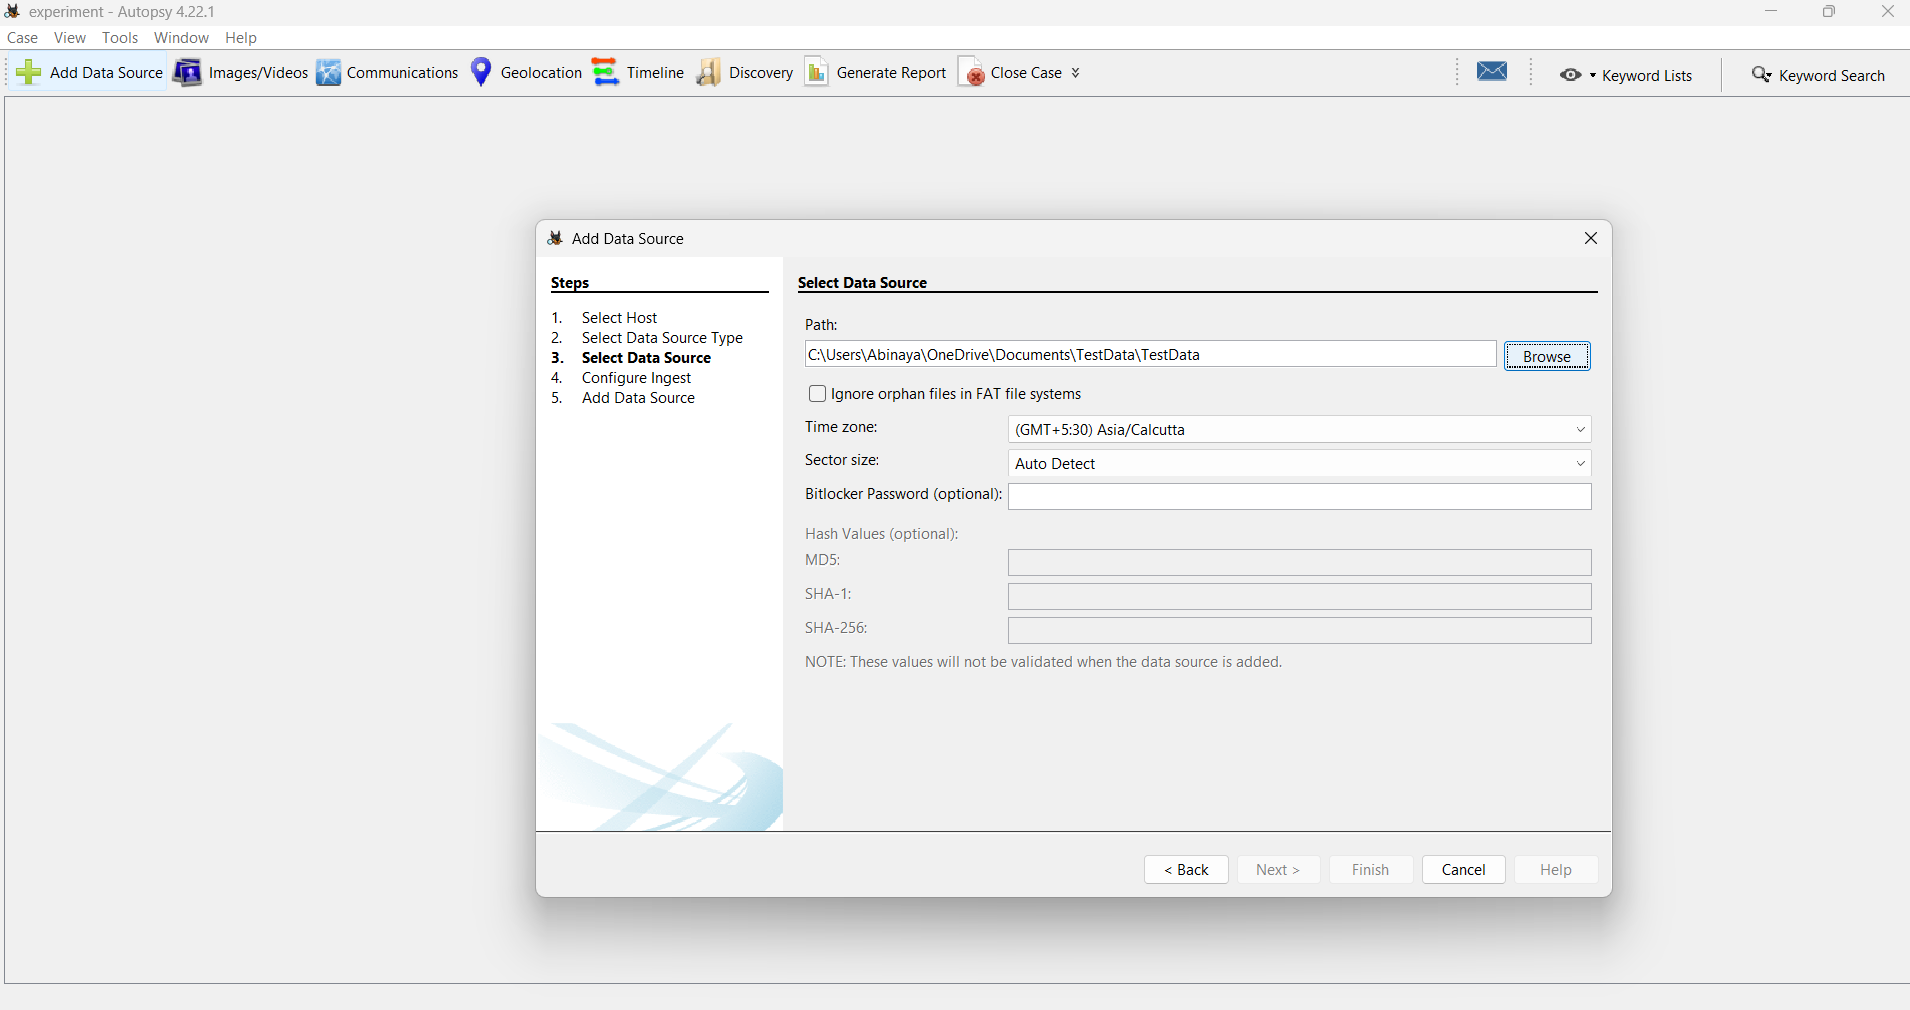 experiment - Autopsy 4.22.1
Case View Tools Window Help
Add Data Source Images/Videos Communications Geolocation Timeline Discovery Generate Report Close Case Keyword Lists Keyword Search
Add Data Source
Steps
1. Select Host
2. Select Data Source Type
3. Select Data Source
4. Configure Ingest
5. Add Data Source
Select Data Source
Path:
C:\Users\Abinaya\OneDrive\Documents\TestData\TestData Browse
Ignore orphan files in FAT file systems
Time zone: (GMT+5:30) Asia/Calcutta
Sector size: Auto Detect
Bitlocker Password (optional):
Hash Values (optional):
MD5:
SHA-1:
SHA-256:
NOTE: These values will not be validated when the data source is added.
< Back Next > Finish Cancel Help